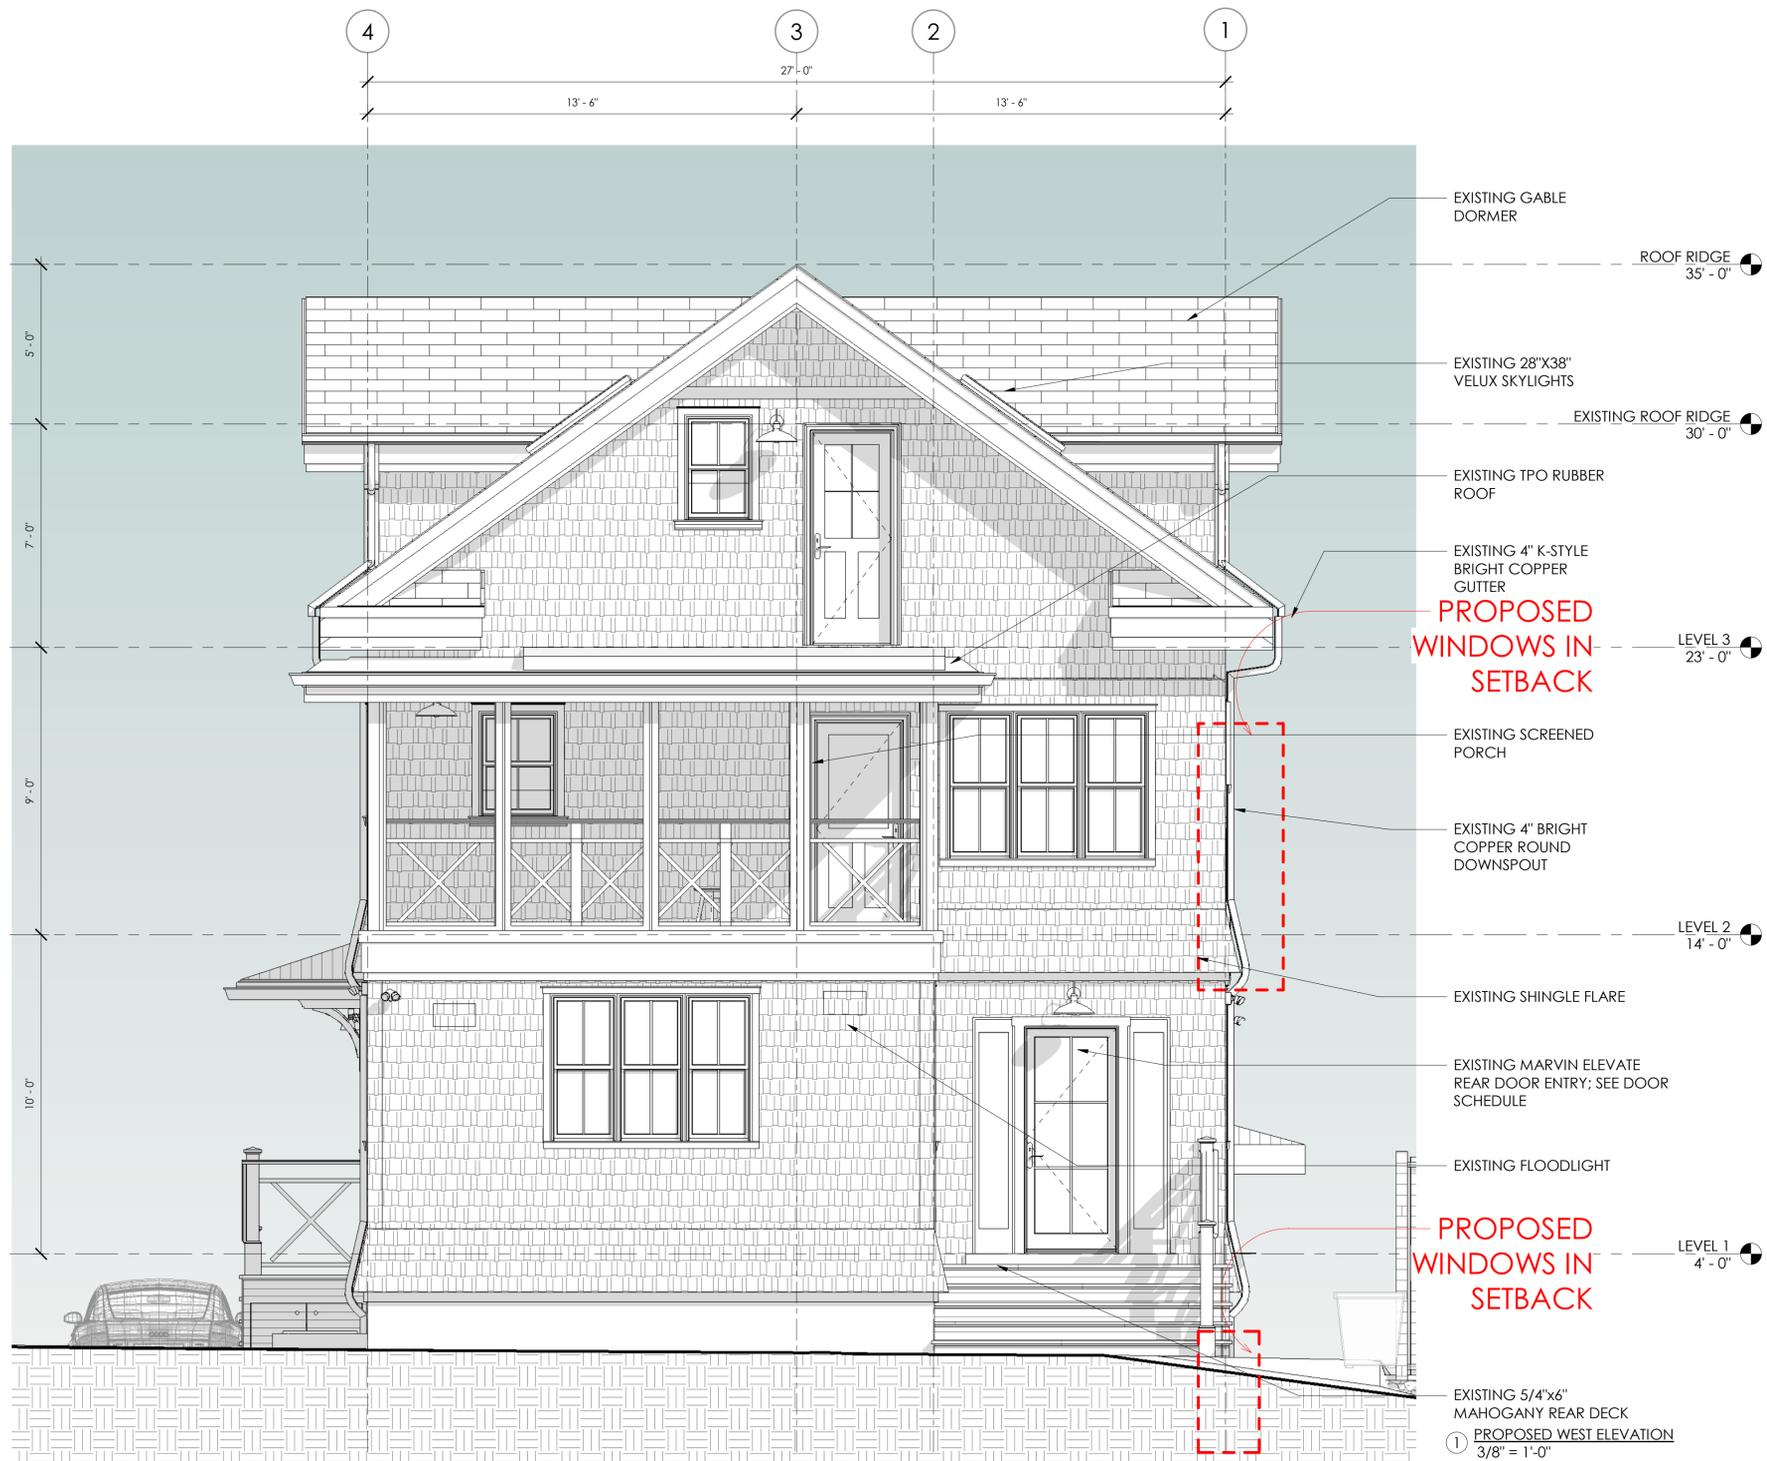 4
3
2
1
27' - 0"
13' - 6"
13' - 6"
EXISTING GABLE
DORMER
ROOF RIDGE
35' - 0"
5' - 0"
EXISTING 28"X38"
VELUX SKYLIGHTS
EXISTING ROOF RIDGE
30' - 0"
EXISTING TPO RUBBER
ROOF
7' - 0"
EXISTING 4" K-STYLE
BRIGHT COPPER
GUTTER
PROPOSED
WINDOWS IN
SETBACK
LEVEL 3
23' - 0"
EXISTING SCREENED
PORCH
9' - 0"
EXISTING 4" BRIGHT
COPPER ROUND
DOWNSPOUT
LEVEL 2
14' - 0"
EXISTING SHINGLE FLARE
EXISTING MARVIN ELEVATE
REAR DOOR ENTRY; SEE DOOR
SCHEDULE
10' - 0"
EXISTING FLOODLIGHT
PROPOSED
WINDOWS IN
SETBACK
LEVEL 1
4' - 0"
EXISTING 5/4"x6"
MAHOGANY REAR DECK
1 PROPOSED WEST ELEVATION
3/8" = 1'-0"